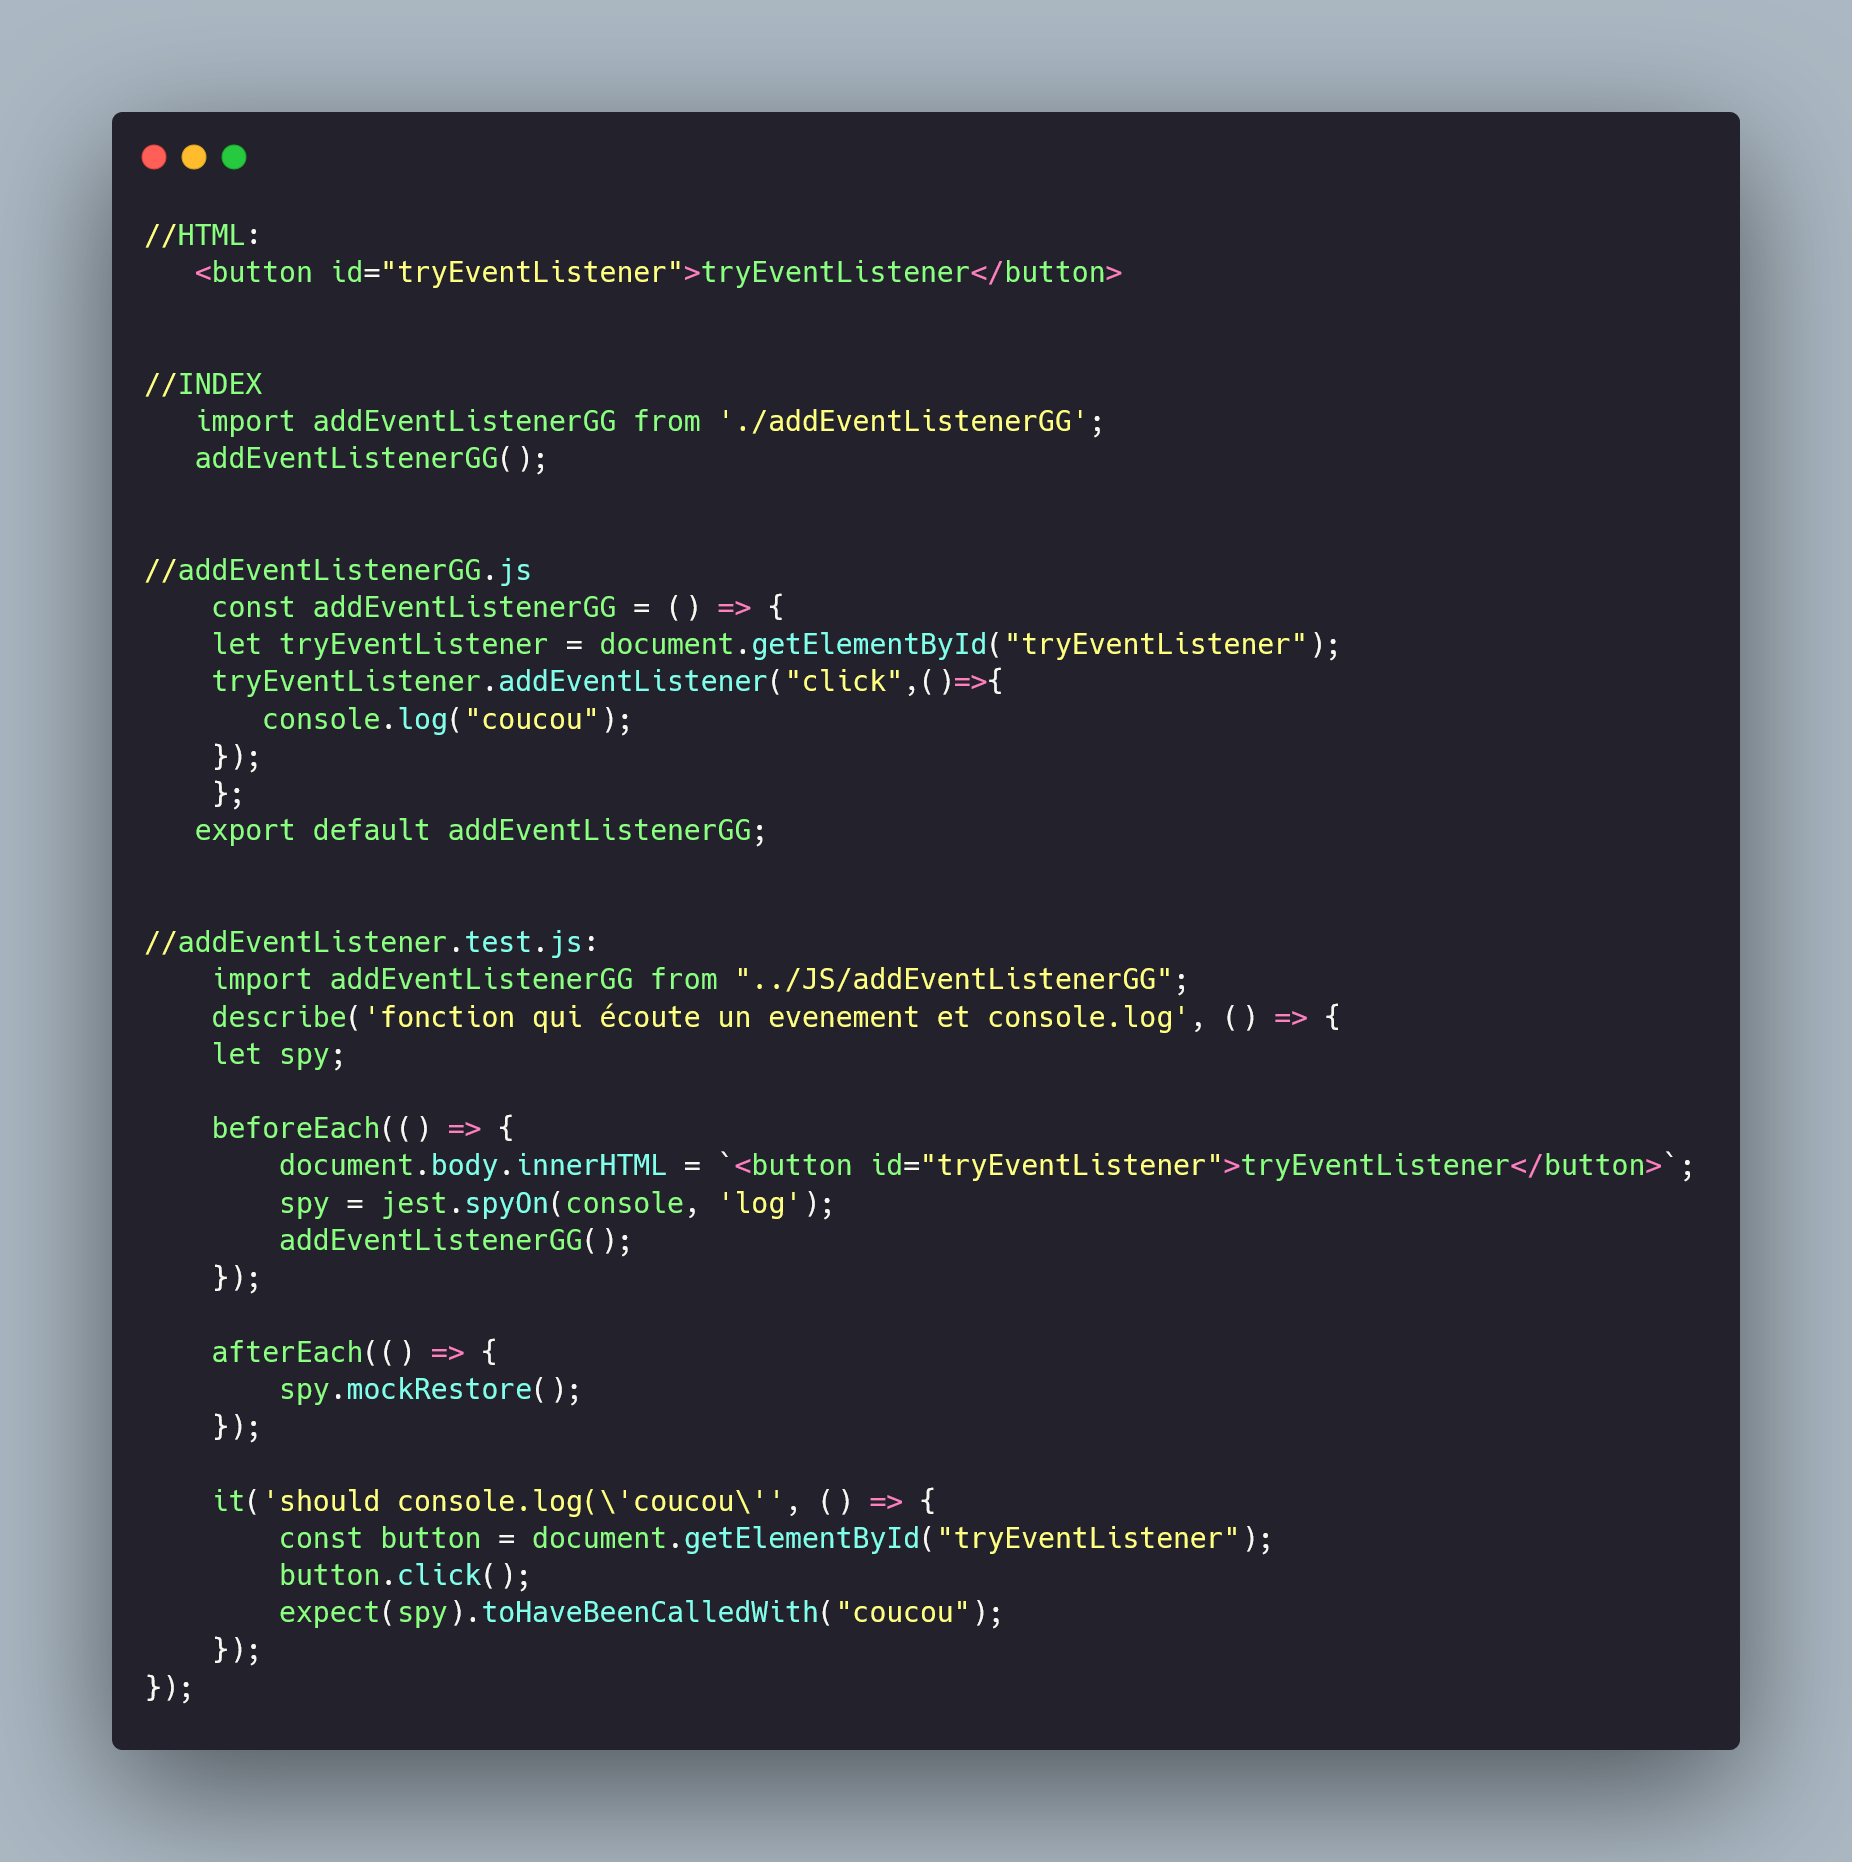 //HTML:
<button id="tryEventListener">tryEventListener</button>
//INDEX
import addEventListenerGG from './addEventListenerGG';
addEventListenerGG();
//addEventListenerGG.js
const addEventListenerGG = () => {
let tryEventListener = document.getElementById("tryEventListener");
tryEventListener.addEventListener("click",()=>{
console.log("coucou");
});
};
export default addEventListenerGG;
//addEventListener.test.js:
import addEventListenerGG from "../JS/addEventListenerGG";
describe('fonction qui écoute un evenement et console.log', () => {
let spy;
beforeEach(() => {
document.body.innerHTML = `<button id="tryEventListener">tryEventListener</button>`;
spy = jest.spyOn(console, 'log');
addEventListenerGG();
});
afterEach(() => {
spy.mockRestore();
});
it('should console.log(\'coucou\'', () => {
const button = document.getElementById("tryEventListener");
button.click();
expect(spy).toHaveBeenCalledWith("coucou");
});
});